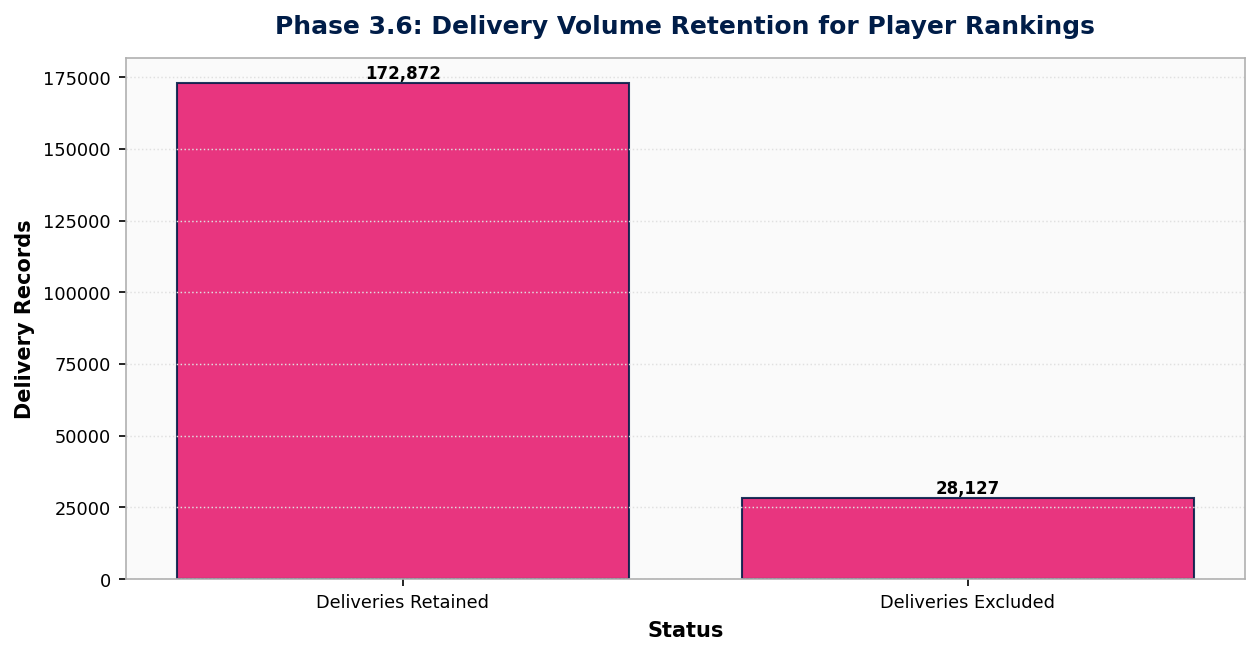 Phase 3.6: Delivery Volume Retention for Player Rankings
175000
150000
125000
100000
75000
50000
25000
0
Delivery Records
172,872
28,127
Deliveries Retained
Deliveries Excluded
Status